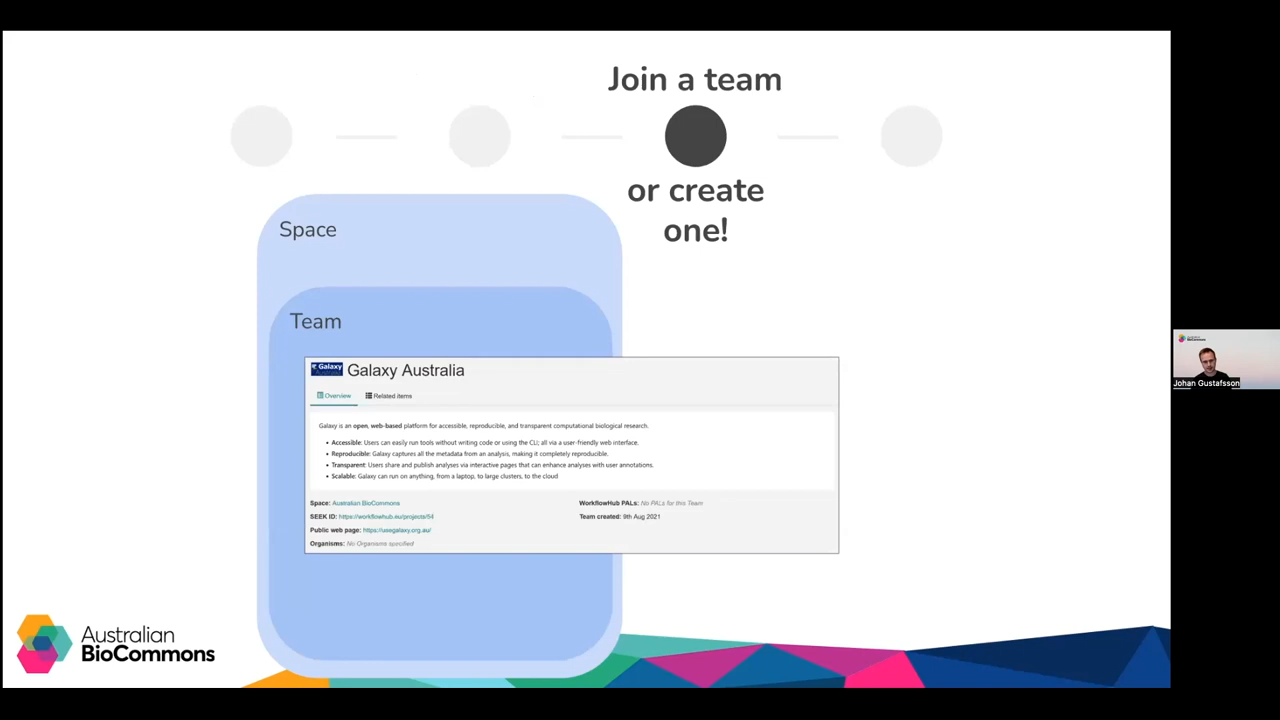 Join a team
or create
one!
Space
Team
Galaxy
Australia
Galaxy Australia
Overview
Related items
Galaxy is an open, web-based platform for accessible, reproducible, and transparent computational biological research.
• Accessible: Users can easily run tools without writing code or using the CLI; all via a user-friendly web interface.
• Reproducible: Galaxy captures all the metadata from an analysis, making it completely reproducible.
• Transparent: Users share and publish analyses via interactive pages that can enhance analyses with user annotations.
• Scalable: Galaxy can run on anything, from a laptop, to large clusters, to the cloud
Space: Australian BioCommons
SEEK ID: https://workflowhub.eu/projects/54
Public web page: https://usegalaxy.org.au/
Organisms: No Organisms specified
WorkflowHub PALs: No PALs for this Team
Team created: 9th Aug 2021
Australian
BioCommons
Johan Gustafsson